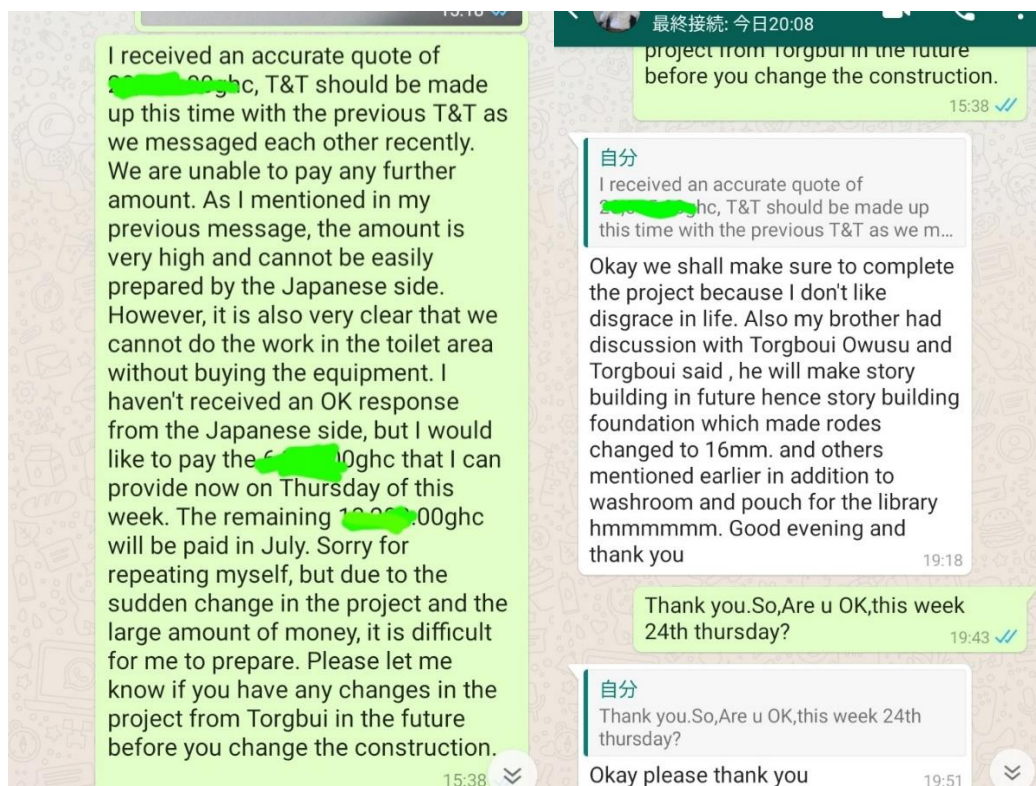 I received an accurate quote of
ghc, T&T should be made
up this time with the previous T&T as
we messaged each other recently.
We are unable to pay any further
amount. As I mentioned in my
previous message, the amount is
very high and cannot be easily
prepared by the Japanese side.
However, it is also very clear that we
cannot do the work in the toilet area
without buying the equipment. I
haven't received an OK response
from the Japanese side, but I would
like to pay the 0ghc that I can
provide now on Thursday of this
week. The remaining .00ghc
will be paid in July. Sorry for
repeating myself, but due to the
sudden change in the project and the
large amount of money, it is difficult
for me to prepare. Please let me
know if you have any changes in the
project from Torgbui in the future
before you change the construction.
15:38
最終接続: 今日20:08
project from Torgbui in the future
before you change the construction.
15:38
自分
I received an accurate quote of
ghc, T&T should be made up
this time with the previous T&T as we m...
Okay we shall make sure to complete
the project because I don't like
disgrace in life. Also my brother had
discussion with Torgboui Owusu and
Torgboui said , he will make story
building in future hence story building
foundation which made rodes
changed to 16mm. and others
mentioned earlier in addition to
washroom and pouch for the library
hmmmmmm. Good evening and
thank you
19:18
Thank you.So,Are u OK,this week
24th thursday?
19:43
自分
Thank you.So,Are u OK,this week 24th
thursday?
Okay please thank you
19:51